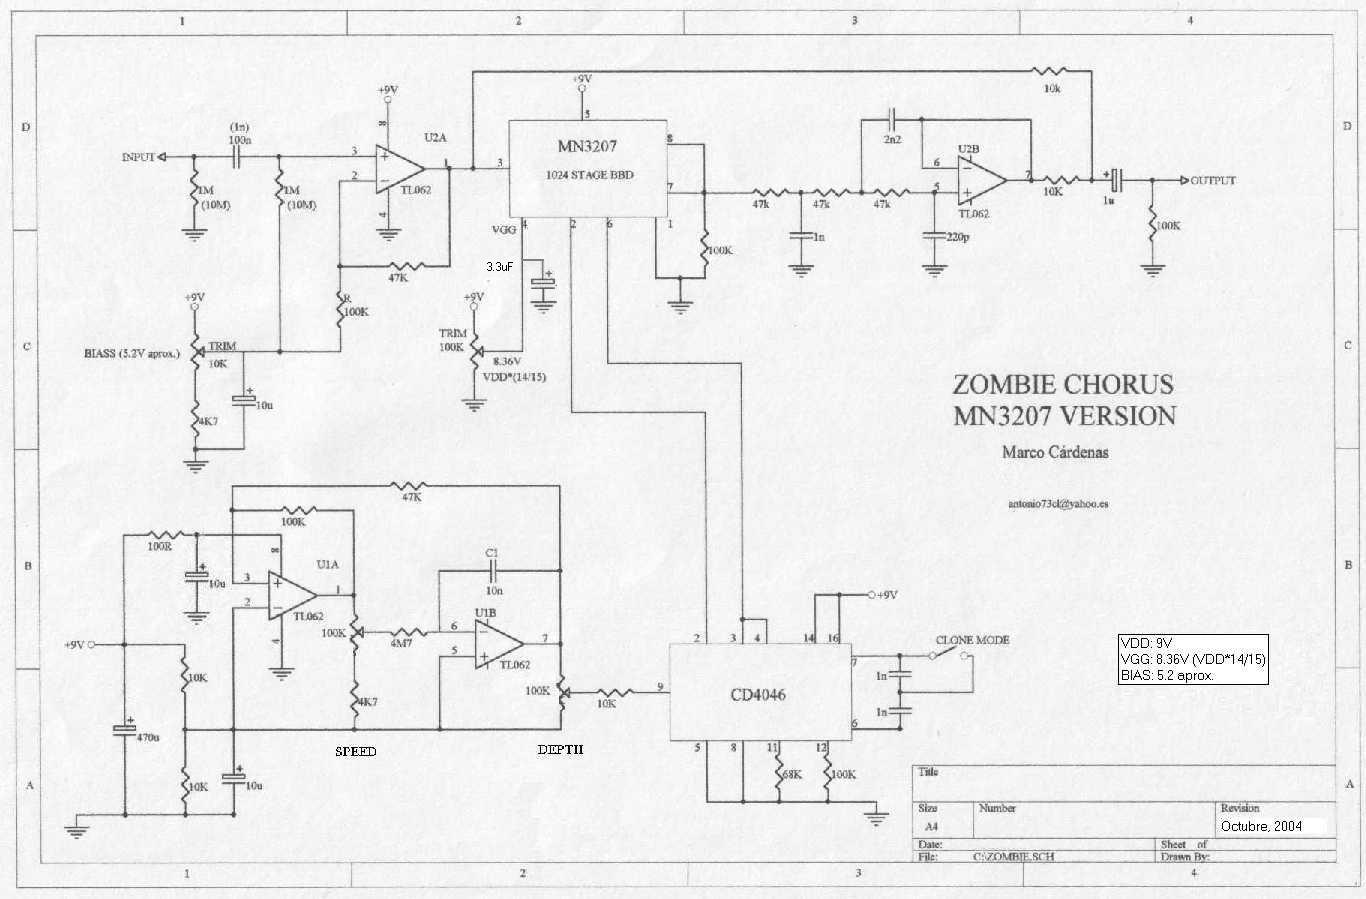 1 2 3 4
D D
C C
B B
A A
1 2 3 4
INPUT
(1n)
100n
1M
(10M)
1M
(10M)
+9V
8
3
2
1
4
U2A
TL062
47K
R
100K
+9V
BIASS (5.2V aprox.)
TRIM
10K
10u
4K7
+9V
5
MN3207
1024 STAGE BBD
3
8
7
VGG
4
2
6
1
3.3uF
+9V
TRIM
100K
8.36V
VDD*(14/15)
100K
10k
47k
47k
47k
1n
2n2
220p
U2B
6
5
7
TL062
10K
1u
OUTPUT
100K
ZOMBIE CHORUS
MN3207 VERSION
Marco Cárdenas
antonio73cl@yahoo.es
47K
100K
100R
10u
8
3
2
1
4
U1A
TL062
+9V
10K
470u
10K
10u
100K
4M7
4K7
SPEED
C1
10n
U1B
6
5
7
TL062
100K
10K
DEPTH
9
CD4046
2
3
4
14
16
+9V
7
6
CLONE MODE
1n
1n
5
8
11
12
68K
100K
VDD: 9V
VGG: 8.36V (VDD*14/15)
BIAS: 5.2 aprox.
Title
Size Number Revision
A4 Octubre, 2004
Date: Sheet of
File: C:\ZOMBIE.SCH Drawn By: